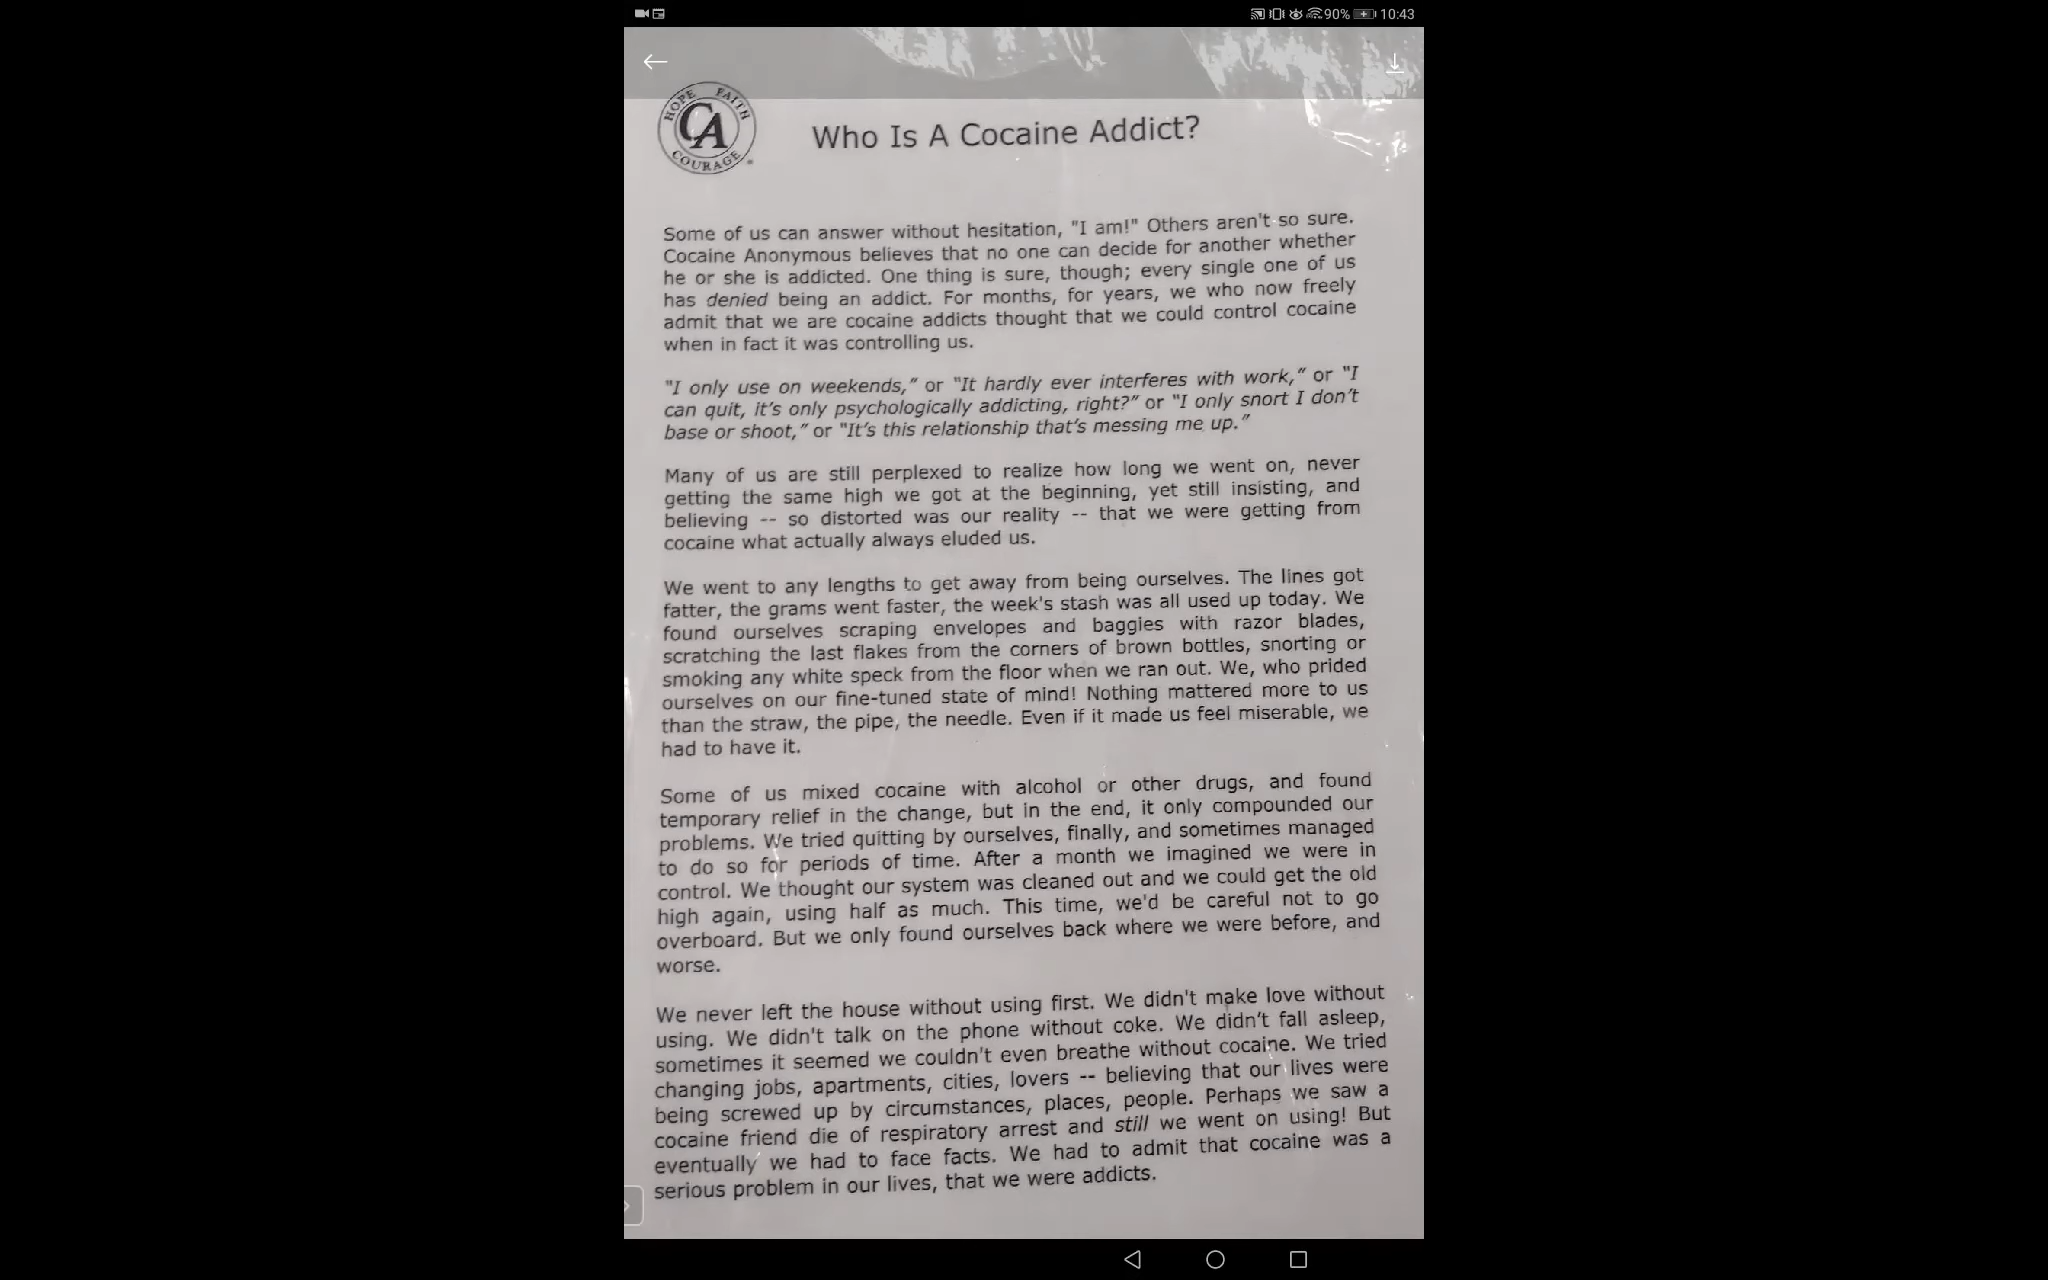 90% 10:43
HOPE FAITH
CA
COURAGE
Who Is A Cocaine Addict?
Some of us can answer without hesitation, "I am!" Others aren't so sure.
Cocaine Anonymous believes that no one can decide for another whether
he or she is addicted. One thing is sure, though; every single one of us
has denied being an addict. For months, for years, we who now freely
admit that we are cocaine addicts thought that we could control cocaine
when in fact it was controlling us.
"I only use on weekends," or "It hardly ever interferes with work," or "I
can quit, it's only psychologically addicting, right?" or "I only snort I don't
base or shoot," or "It's this relationship that's messing me up."
Many of us are still perplexed to realize how long we went on, never
getting the same high we got at the beginning, yet still insisting, and
believing -- so distorted was our reality -- that we were getting from
cocaine what actually always eluded us.
We went to any lengths to get away from being ourselves. The lines got
fatter, the grams went faster, the week's stash was all used up today. We
found ourselves scraping envelopes and baggies with razor blades,
scratching the last flakes from the corners of brown bottles, snorting or
smoking any white speck from the floor when we ran out. We, who prided
ourselves on our fine-tuned state of mind! Nothing mattered more to us
than the straw, the pipe, the needle. Even if it made us feel miserable, we
had to have it.
Some of us mixed cocaine with alcohol or other drugs, and found
temporary relief in the change, but in the end, it only compounded our
problems. We tried quitting by ourselves, finally, and sometimes managed
to do so for periods of time. After a month we imagined we were in
control. We thought our system was cleaned out and we could get the old
high again, using half as much. This time, we'd be careful not to go
overboard. But we only found ourselves back where we were before, and
worse.
We never left the house without using first. We didn't make love without
using. We didn't talk on the phone without coke. We didn't fall asleep,
sometimes it seemed we couldn't even breathe without cocaine. We tried
changing jobs, apartments, cities, lovers -- believing that our lives were
being screwed up by circumstances, places, people. Perhaps we saw a
cocaine friend die of respiratory arrest and still we went on using! But
eventually we had to face facts. We had to admit that cocaine was a
serious problem in our lives, that we were addicts.